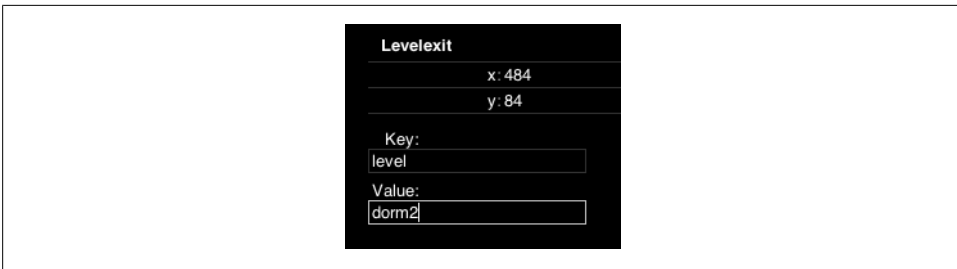 Levelexit
x: 484
y: 84
Key:
level
Value:
dorm2